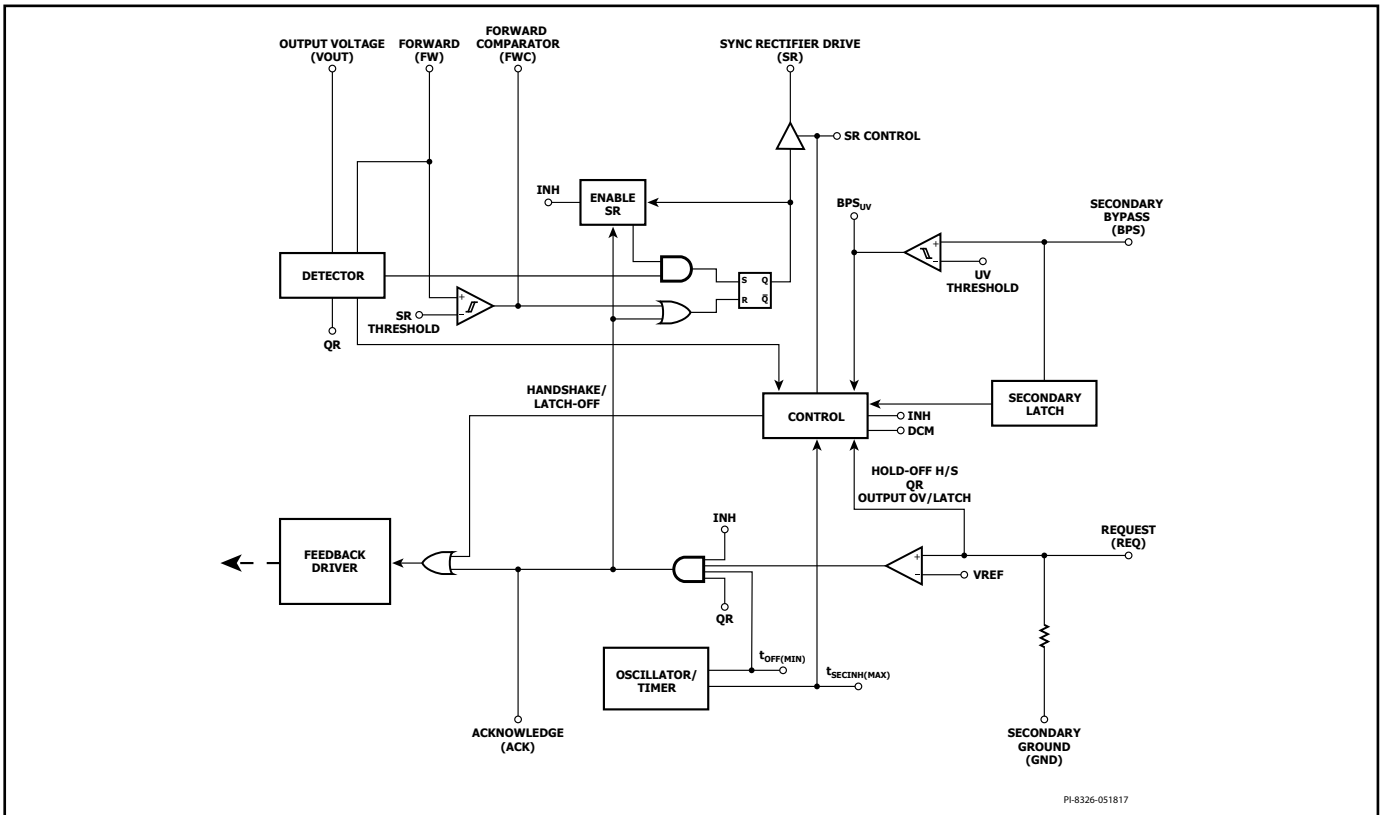 OUTPUT VOLTAGE
(VOUT)
FORWARD
(FW)
FORWARD
COMPARATOR
(FWC)
SYNC RECTIFIER DRIVE
(SR)
SR CONTROL
INH
ENABLE
SR
BPSUV
SECONDARY
BYPASS
(BPS)
+
−
UV
THRESHOLD
DETECTOR
QR
+
−
SR
THRESHOLD
S Q
R Q̅
HANDSHAKE/
LATCH-OFF
CONTROL
INH
DCM
SECONDARY
LATCH
HOLD-OFF H/S
QR
OUTPUT OV/LATCH
REQUEST
(REQ)
FEEDBACK
DRIVER
INH
QR
+
−
VREF
OSCILLATOR/
TIMER
tOFF(MIN)
tSECINH(MAX)
ACKNOWLEDGE
(ACK)
SECONDARY
GROUND
(GND)
PI-8326-051817